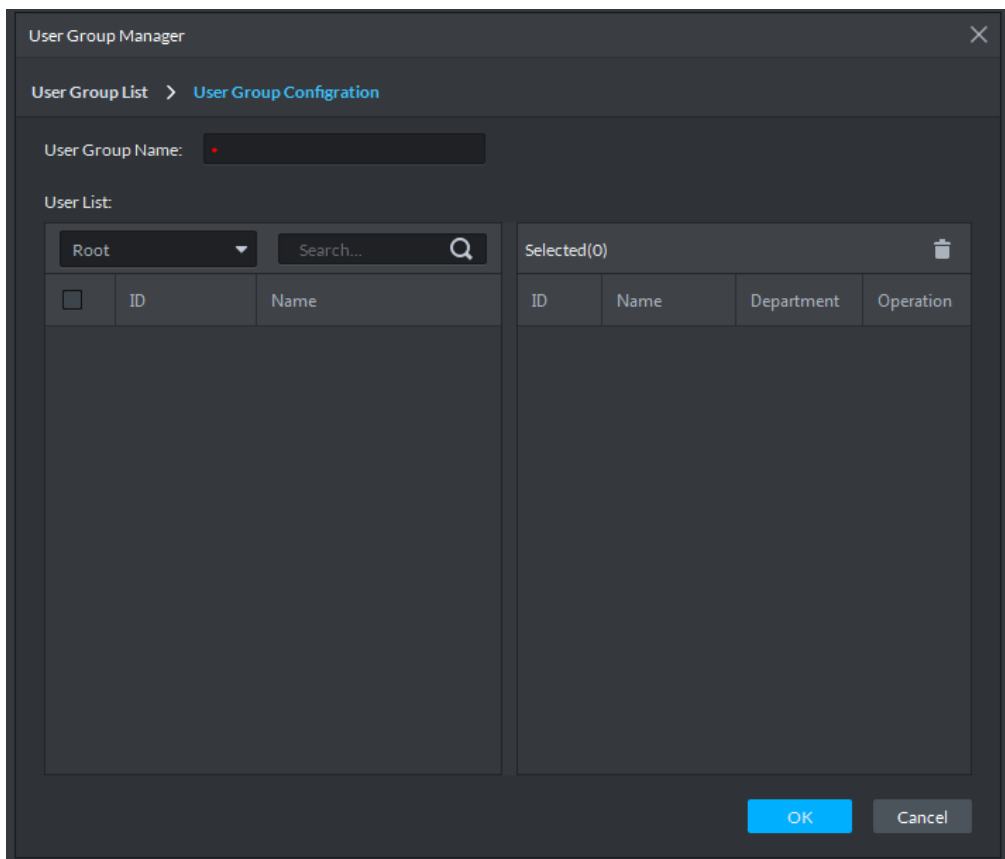 User Group Manager
User Group List > User Group Configration
User Group Name:
User List:
Root Search... Selected(0)
ID Name ID Name Department Operation
OK Cancel